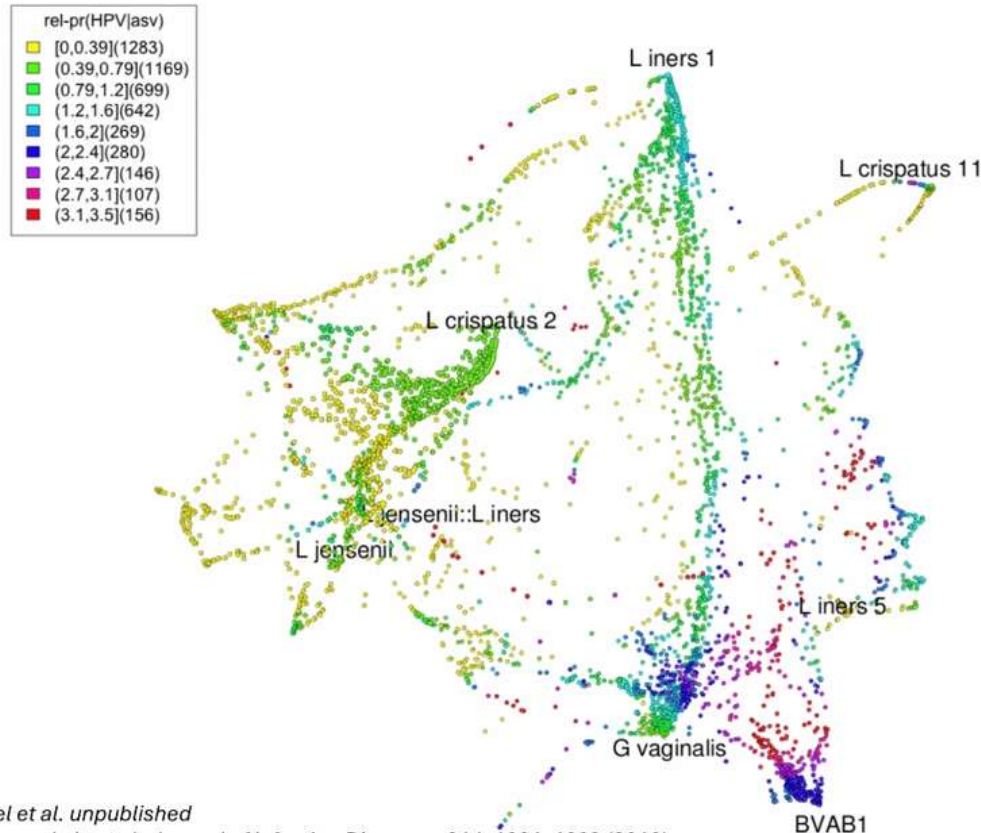 rel-pr(HPV|asv)
[0,0.39](1283)
(0.39,0.79](1169)
(0.79,1.2](699)
(1.2,1.6](642)
(1.6,2](269)
(2,2.4](280)
(2.4,2.7](146)
(2.7,3.1](107)
(3.1,3.5](156)
L iners 1
L crispatus 11
L crispatus 2
jensenii::L iners
L jensenii
L iners 5
G vaginalis
el et al. unpublished
BVAB1